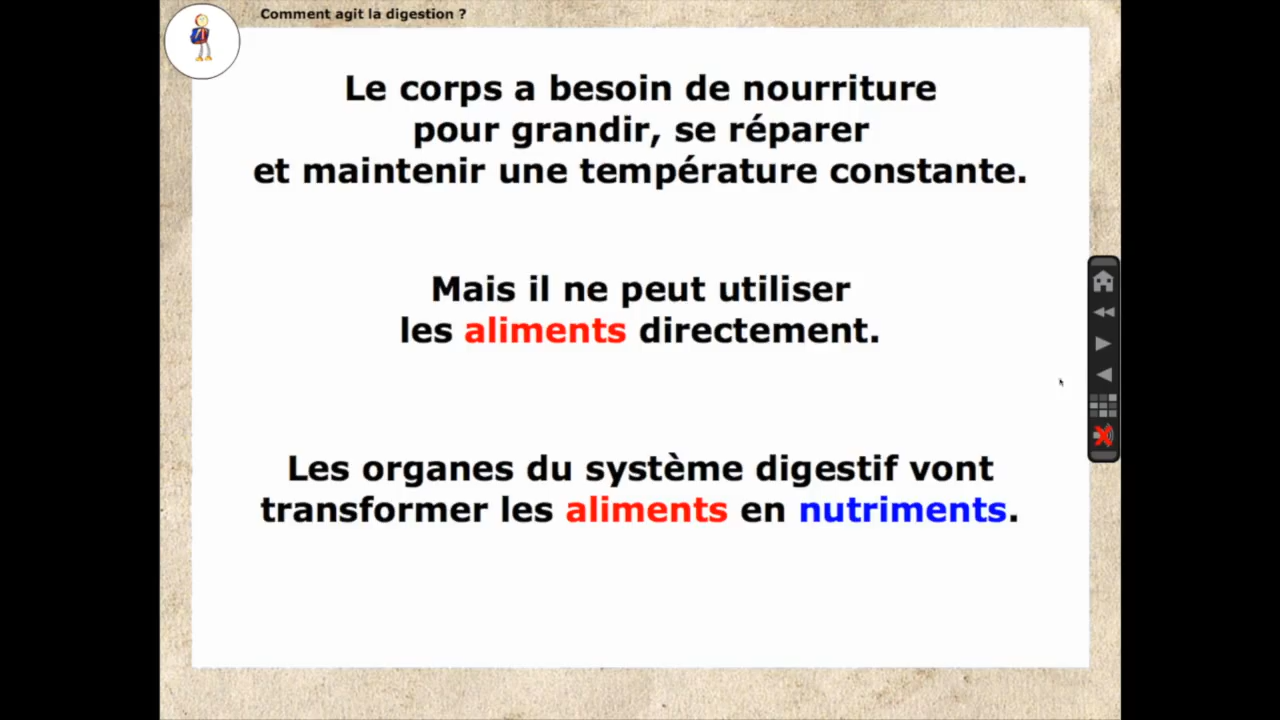 Comment agit la digestion ?
Le corps a besoin de nourriture
pour grandir, se réparer
et maintenir une température constante.
Mais il ne peut utiliser
les aliments directement.
Les organes du système digestif vont
transformer les aliments en nutriments.